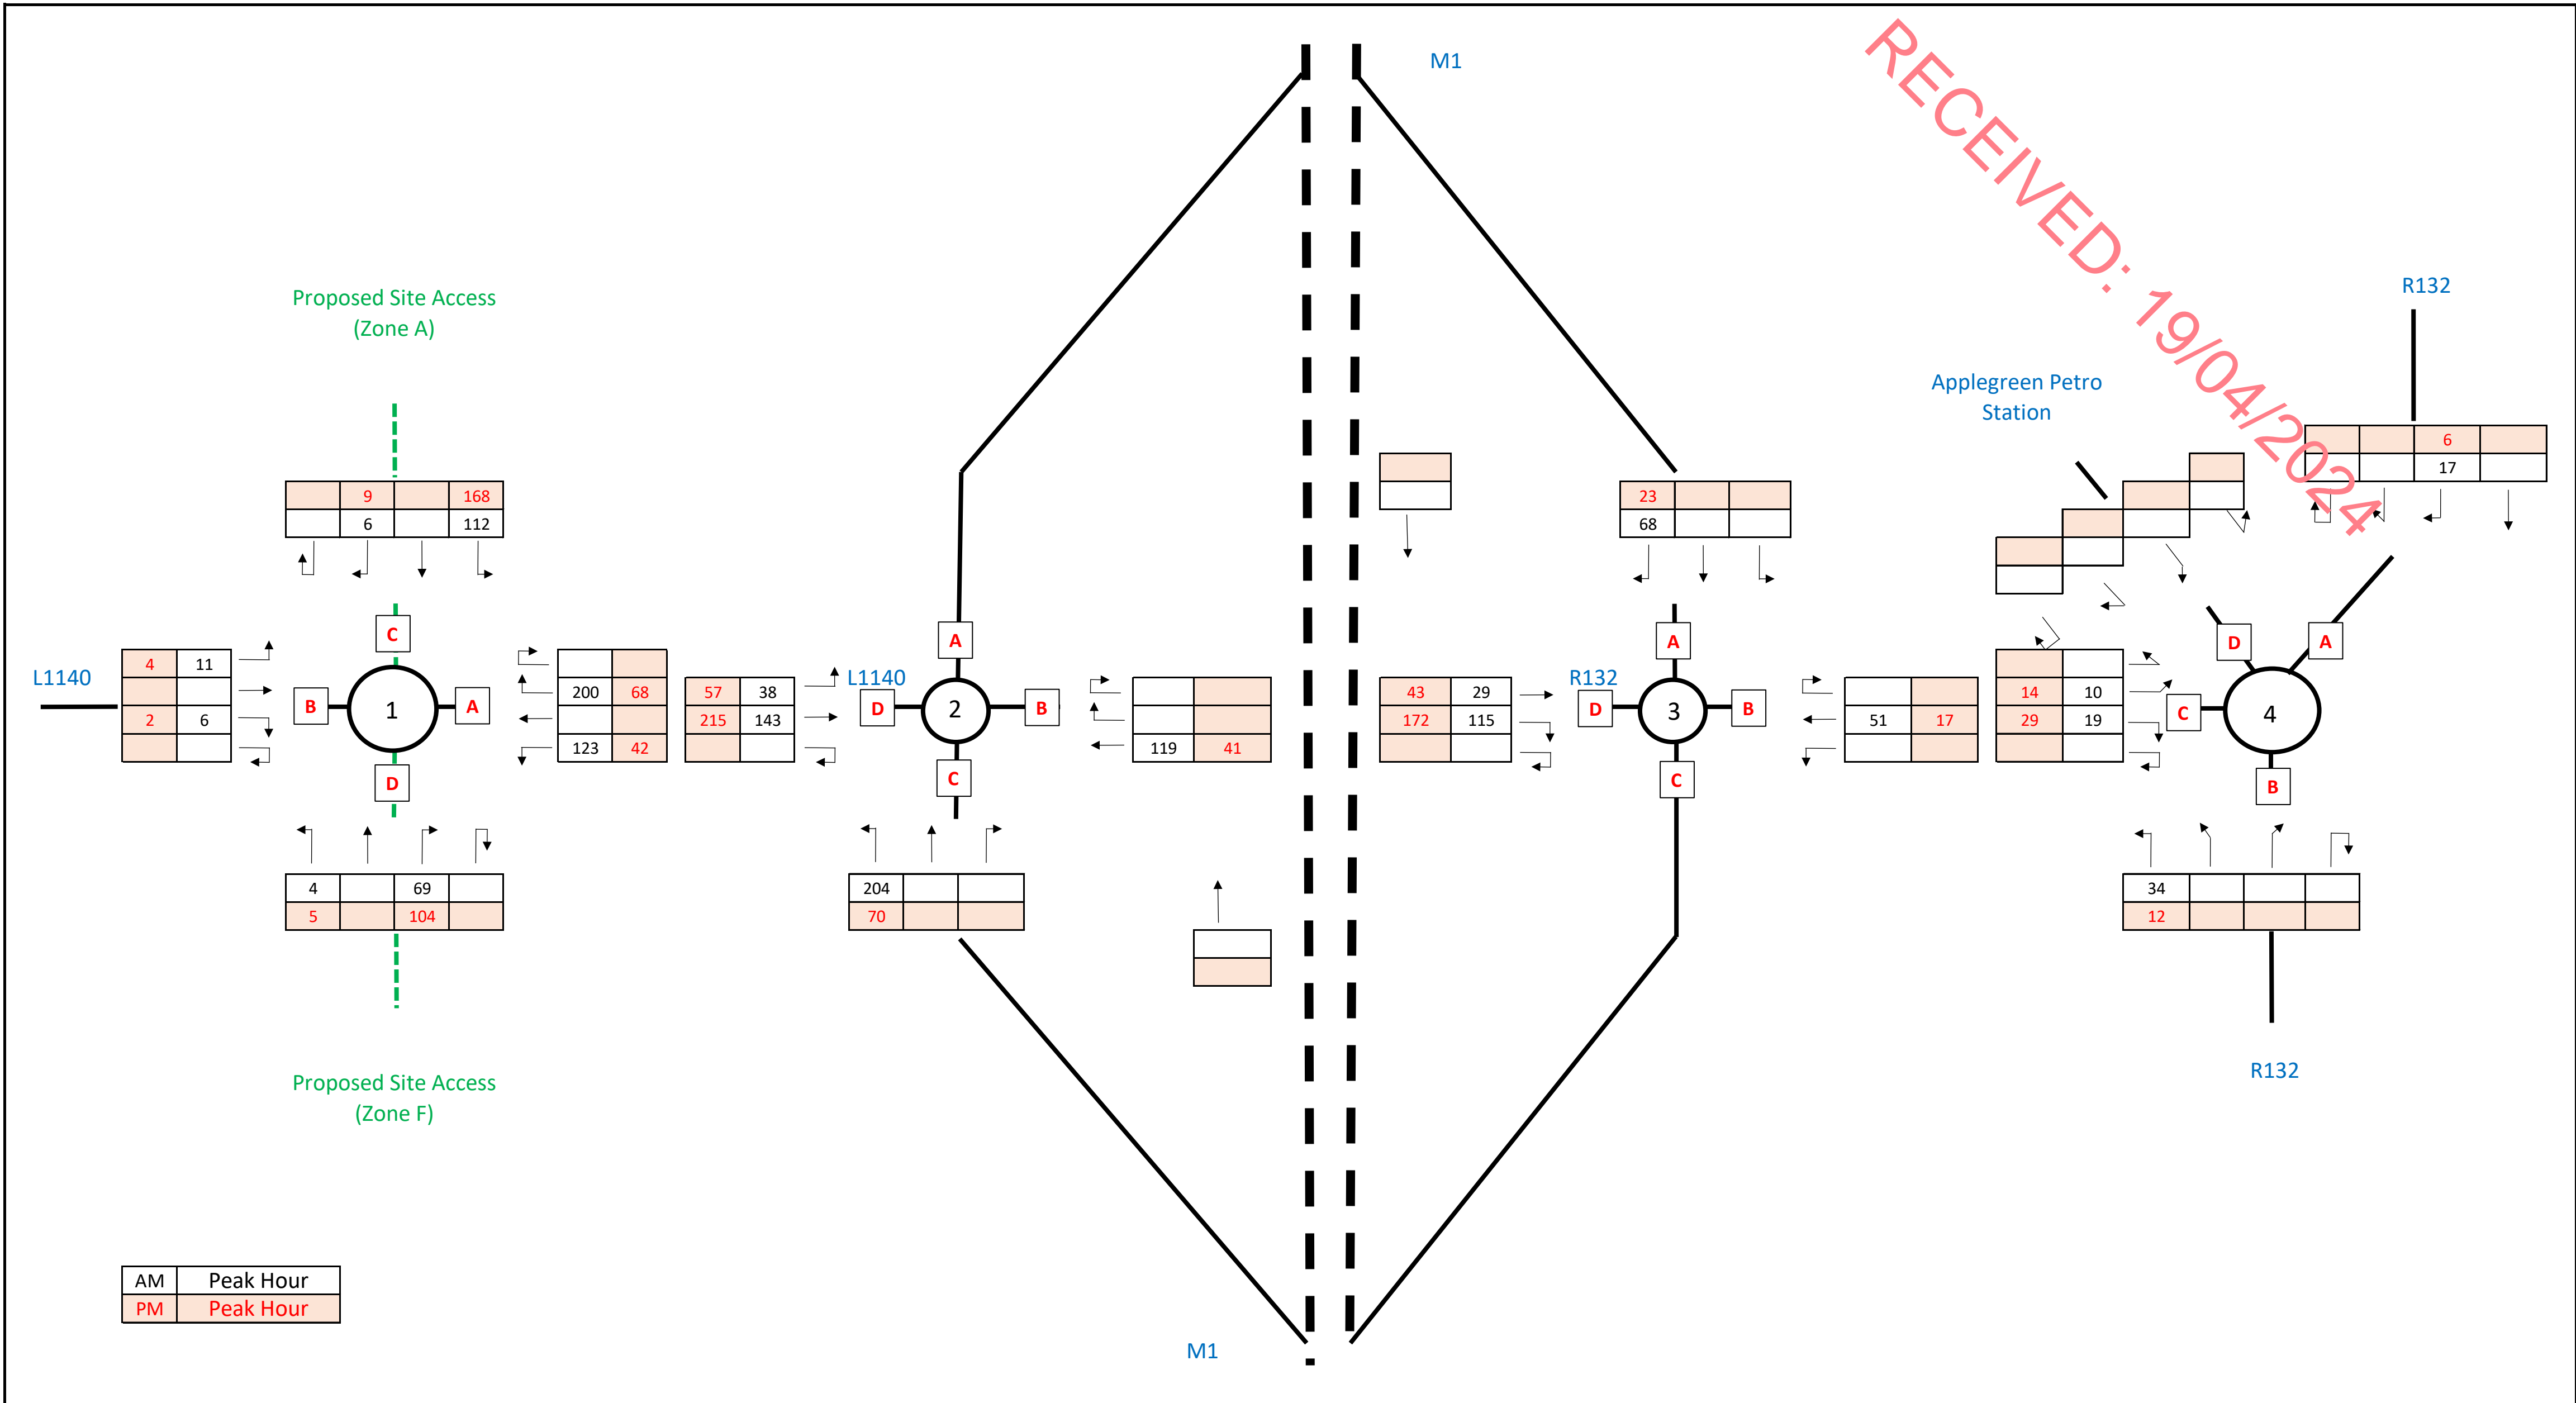 M1
RECEIVED: 19/04/2024
R132
Proposed Site Access
(Zone A)
Applegreen Petro
Station
6
17
9 168
6 112
23
68
C
A
A
D A
L1140
4 11
2 6
B 1 A
200 68
123 42
57 38
215 143
L1140
D 2 B
119 41
43 29
172 115
R132
D 3 B
51 17
14 10
29 19
C 4
D
C
C
B
4 69
5 104
204
70
34
12
Proposed Site Access
(Zone F)
R132
AM Peak Hour
PM Peak Hour
M1